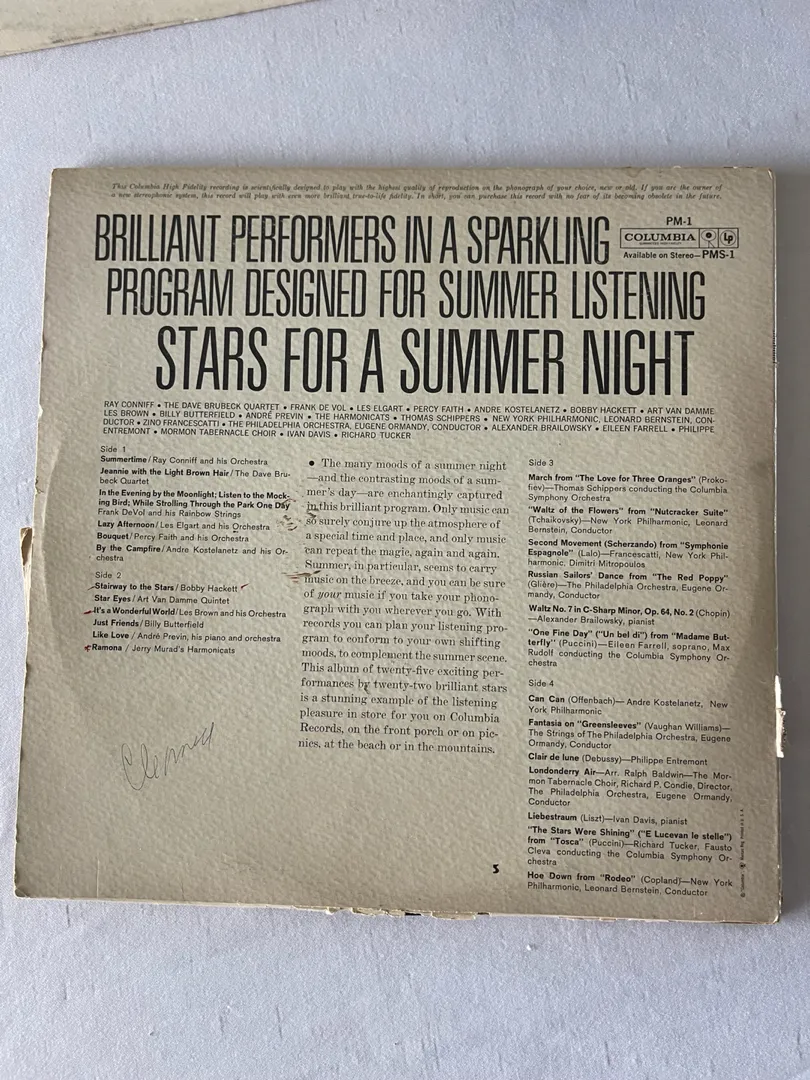 This Columbia High Fidelity recording is scientifically designed to play with the highest quality of reproduction on the phonograph of your choice, new or old. If you are the owner of
a new stereophonic system, this record will play with even more brilliant true-to-life fidelity. In short, you can purchase this record with no fear of its becoming obsolete in the future.
BRILLIANT PERFORMERS IN A SPARKLING
PROGRAM DESIGNED FOR SUMMER LISTENING
STARS FOR A SUMMER NIGHT
PM-1
COLUMBIA
Lp
Available on Stereo—PMS-1
RAY CONNIFF • THE DAVE BRUBECK QUARTET • FRANK DE VOL • LES ELGART • PERCY FAITH • ANDRE KOSTELANETZ • BOBBY HACKETT • ART VAN DAMME
LES BROWN • BILLY BUTTERFIELD • ANDRÉ PREVIN • THE HARMONICATS • THOMAS SCHIPPERS • NEW YORK PHILHARMONIC, LEONARD BERNSTEIN, CON-
DUCTOR • ZINO FRANCESCATTI • THE PHILADELPHIA ORCHESTRA, EUGENE ORMANDY, CONDUCTOR • ALEXANDER BRAILOWSKY • EILEEN FARRELL • PHILIPPE
ENTREMONT • MORMON TABERNACLE CHOIR • IVAN DAVIS • RICHARD TUCKER
Side 1
Summertime / Ray Conniff and his Orchestra
Jeannie with the Light Brown Hair / The Dave Bru-
beck Quartet
In the Evening by the Moonlight; Listen to the Mock-
ing Bird; While Strolling Through the Park One Day
Frank DeVol and his Rainbow Strings
Lazy Afternoon / Les Elgart and his Orchestra
Bouquet / Percy Faith and his Orchestra
By the Campfire / Andre Kostelanetz and his Or-
chestra
Side 2
Stairway to the Stars / Bobby Hackett
Star Eyes / Art Van Damme Quintet
It's a Wonderful World / Les Brown and his Orchestra
Just Friends / Billy Butterfield
Like Love / André Previn, his piano and orchestra
Ramona / Jerry Murad's Harmonicats
• The many moods of a summer night
—and the contrasting moods of a sum-
mer's day—are enchantingly captured
in this brilliant program. Only music can
so surely conjure up the atmosphere of
a special time and place, and only music
can repeat the magic, again and again.
Summer, in particular, seems to carry
music on the breeze, and you can be sure
of your music if you take your phono-
graph with you wherever you go. With
records you can plan your listening pro-
gram to conform to your own shifting
moods, to complement the summer scene.
This album of twenty-five exciting per-
formances by twenty-two brilliant stars
is a stunning example of the listening
pleasure in store for you on Columbia
Records, on the front porch or on pic-
nics, at the beach or in the mountains.
5
Side 3
March from "The Love for Three Oranges" (Proko-
fiev)—Thomas Schippers conducting the Columbia
Symphony Orchestra
"Waltz of the Flowers" from "Nutcracker Suite"
(Tchaikovsky)—New York Philharmonic, Leonard
Bernstein, Conductor
Second Movement (Scherzando) from "Symphonie
Espagnole" (Lalo)—Francescatti, New York Phil-
harmonic, Dimitri Mitropoulos
Russian Sailors' Dance from "The Red Poppy"
(Glière)—The Philadelphia Orchestra, Eugene Or-
mandy, Conductor
Waltz No. 7 in C-Sharp Minor, Op. 64, No. 2 (Chopin)
—Alexander Brailowsky, pianist
"One Fine Day" ("Un bel di") from "Madame But-
terfly" (Puccini)—Eileen Farrell, soprano, Max
Rudolf conducting the Columbia Symphony Or-
chestra
Side 4
Can Can (Offenbach)—Andre Kostelanetz, New
York Philharmonic
Fantasia on "Greensleeves" (Vaughan Williams)—
The Strings of The Philadelphia Orchestra, Eugene
Ormandy, Conductor
Clair de lune (Debussy)—Philippe Entremont
Londonderry Air—Arr. Ralph Baldwin—The Mor-
mon Tabernacle Choir, Richard P. Condie, Director,
The Philadelphia Orchestra, Eugene Ormandy,
Conductor
Liebestraum (Liszt)—Ivan Davis, pianist
"The Stars Were Shining" ("E Lucevan le stelle")
from "Tosca" (Puccini)—Richard Tucker, Fausto
Cleva conducting the Columbia Symphony Or-
chestra
Hoe Down from "Rodeo" (Copland)—New York
Philharmonic, Leonard Bernstein, Conductor